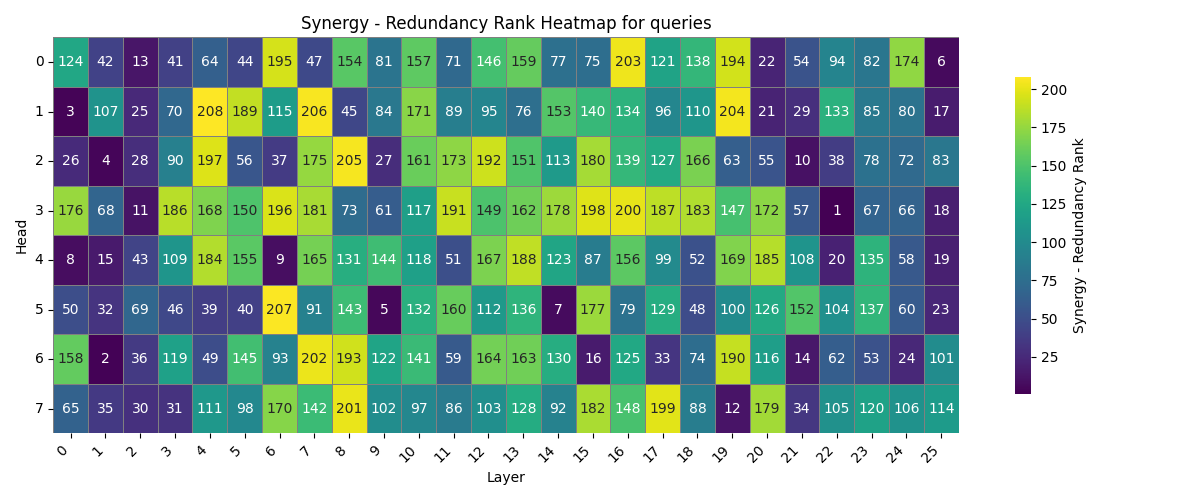 Synergy - Redundancy Rank Heatmap for queries
0 124 42 13 41 64 44 195 47 154 81 157 71 146 159 77 75 203 121 138 194 22 54 94 82 174 6
1 3 107 25 70 208 189 115 206 45 84 171 89 95 76 153 140 134 96 110 204 21 29 133 85 80 17
2 26 4 28 90 197 56 37 175 205 27 161 173 192 151 113 180 139 127 166 63 55 10 38 78 72 83
3 176 68 11 186 168 150 196 181 73 61 117 191 149 162 178 198 200 187 183 147 172 57 1 67 66 18
4 8 15 43 109 184 155 9 165 131 144 118 51 167 188 123 87 156 99 52 169 185 108 20 135 58 19
5 50 32 69 46 39 40 207 91 143 5 132 160 112 136 7 177 79 129 48 100 126 152 104 137 60 23
6 158 2 36 119 49 145 93 202 193 122 141 59 164 163 130 16 125 33 74 190 116 14 62 53 24 101
7 65 35 30 31 111 98 170 142 201 102 97 86 103 128 92 182 148 199 88 12 179 34 105 120 106 114
0 1 2 3 4 5 6 7 8 9 10 11 12 13 14 15 16 17 18 19 20 21 22 23 24 25
Layer
Head
200
175
150
125
100
75
50
25
Synergy - Redundancy Rank